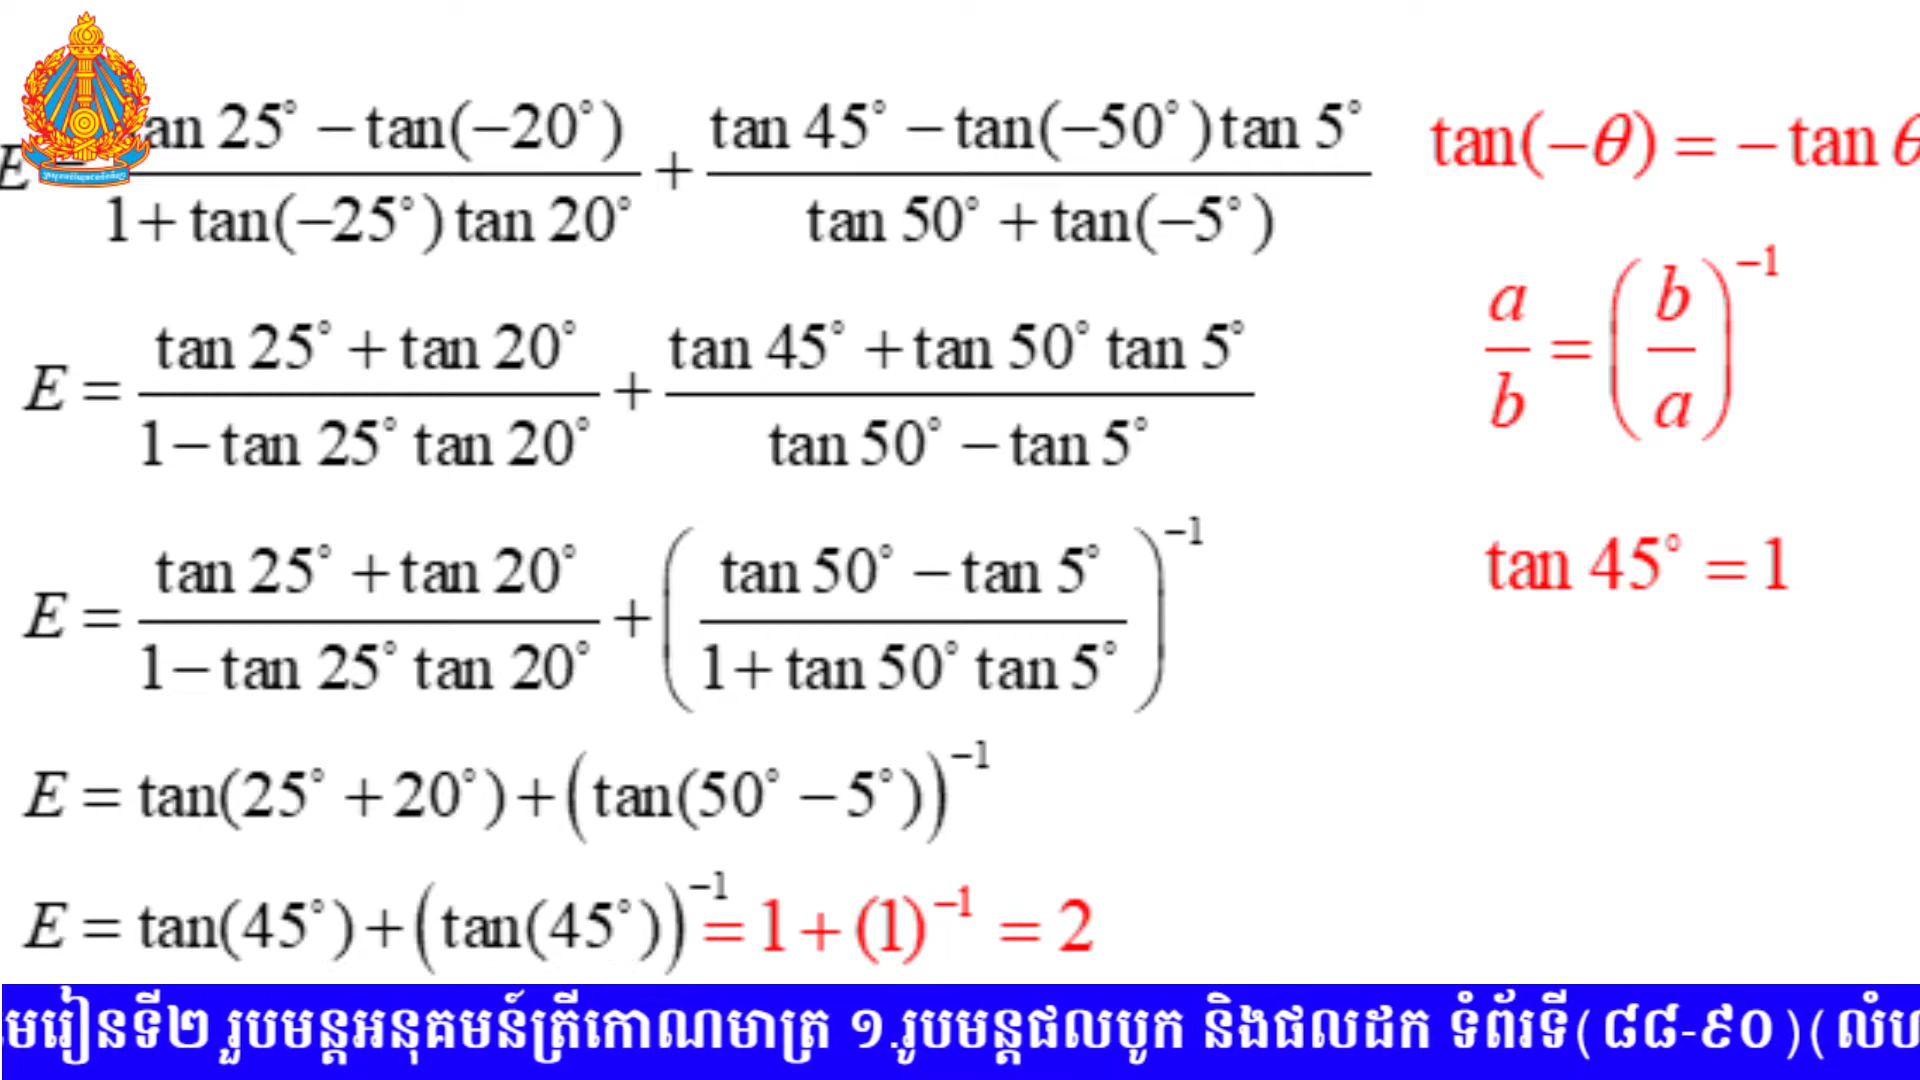 E = tan 25° − tan(−20°) / 1 + tan(−25°) tan 20° + tan 45° − tan(−50°) tan 5° / tan 50° + tan(−5°)
tan(−θ) = −tan θ
E = tan 25° + tan 20° / 1 − tan 25° tan 20° + tan 45° + tan 50° tan 5° / tan 50° − tan 5°
a / b = (b / a)^−1
E = tan 25° + tan 20° / 1 − tan 25° tan 20° + (tan 50° − tan 5° / 1 + tan 50° tan 5°)^−1
tan 45° = 1
E = tan(25° + 20°) + (tan(50° − 5°))^−1
E = tan(45°) + (tan(45°))^−1 = 1 + (1)^−1 = 2
មេរៀនទី២ រួបមន្តអនុគមន៍ត្រីកោណមាត្រ ១.រូបមន្តផលបូក និងផលដក ទំព័រទី(៨៨-៩០)(លំហ